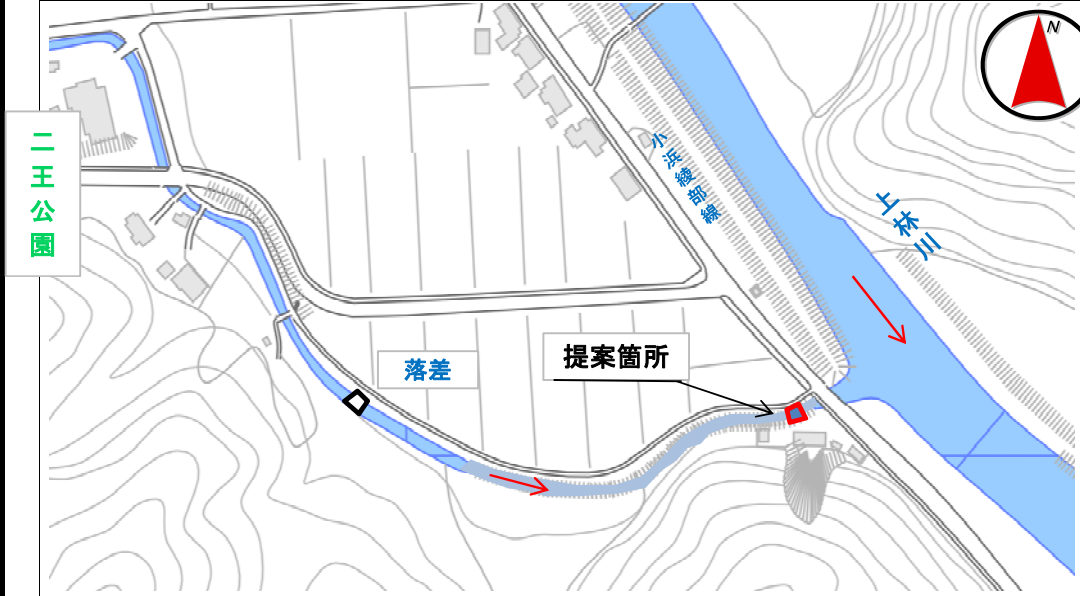 N
二王公園
小浜綾部線
上林川
落差
提案箇所